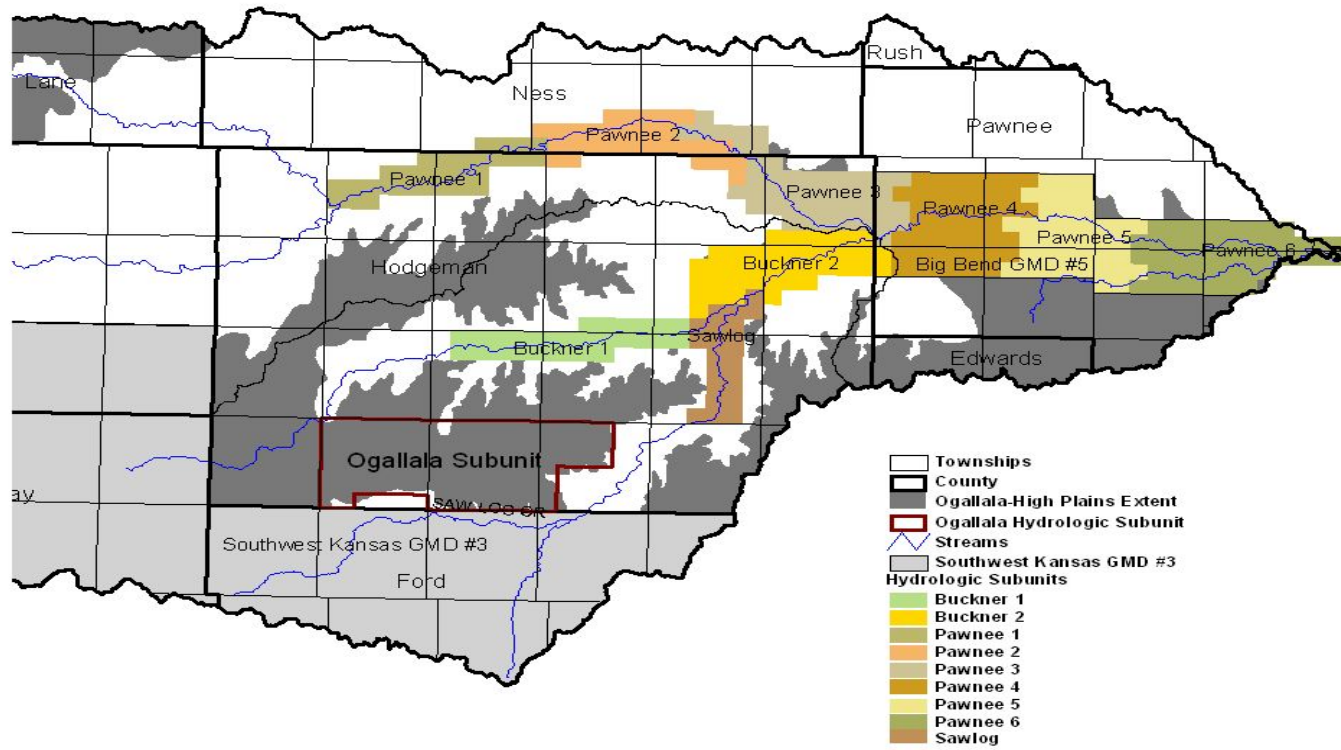 Rush
Lane
Ness
Pawnee
Pawnee 2
Pawnee 1
Pawnee 3
Pawnee 4
Pawnee 5
Pawnee 6
Hodgeman
Buckner 2
Big Bend GMD #5
Sawlog
Buckner 1
Edwards
Ogallala Subunit
ay
SAW LOG CR
Southwest Kansas GMD #3
Ford
Townships
County
Ogallala-High Plains Extent
Ogallala Hydrologic Subunit
Streams
Southwest Kansas GMD #3
Hydrologic Subunits
Buckner 1
Buckner 2
Pawnee 1
Pawnee 2
Pawnee 3
Pawnee 4
Pawnee 5
Pawnee 6
Sawlog